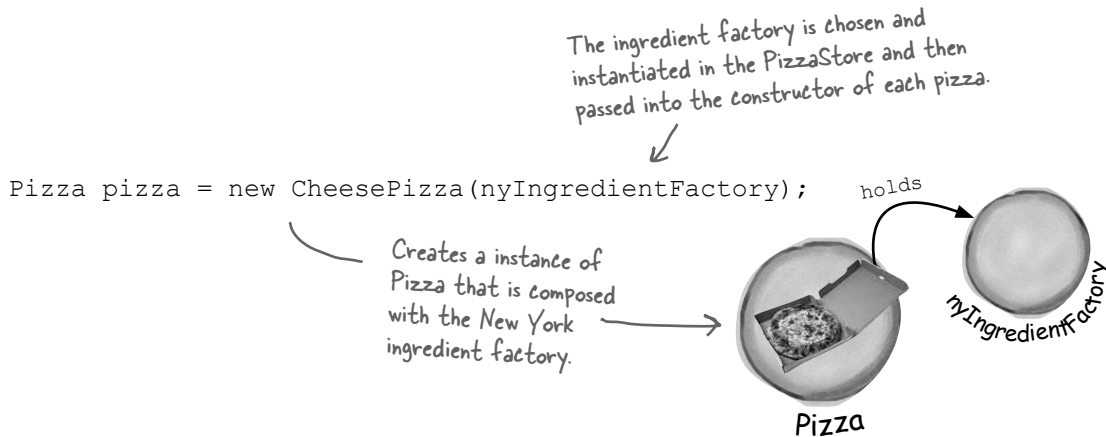 The ingredient factory is chosen and
instantiated in the PizzaStore and then
passed into the constructor of each pizza.
Pizza pizza = new CheesePizza(nyIngredientFactory);
holds
Creates a instance of
Pizza that is composed
with the New York
ingredient factory.
nyIngredientFactory
Pizza